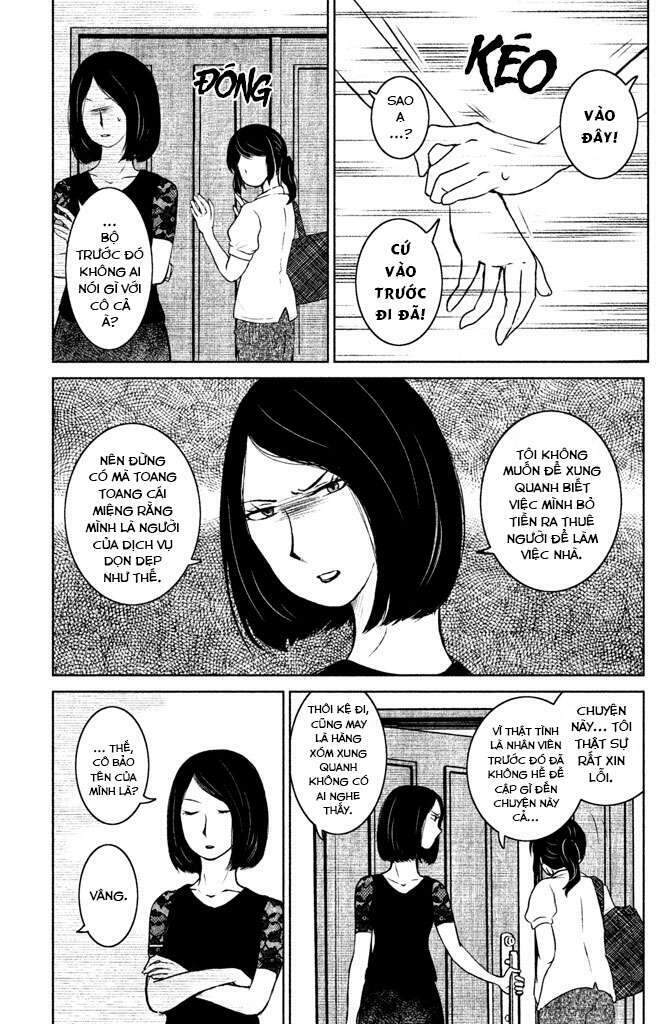 VÀO
ĐÂY!
KÉO
SAO
Ạ
...?
CỨ
VÀO
TRƯỚC
ĐI ĐÃ!
ĐÓNG
...
BỘ
TRƯỚC ĐÓ
KHÔNG AI
NÓI GÌ VỚI
CÔ CẢ
À?
TÔI KHÔNG
MUỐN ĐỂ XUNG
QUANH BIẾT
VIỆC MÌNH BỎ
TIỀN RA THUÊ
NGƯỜI ĐỂ LÀM
VIỆC NHÀ.
NÊN ĐỪNG
CÓ MÀ TOANG
TOANG CÁI
MIỆNG RẰNG
MÌNH LÀ NGƯỜI
CỦA DỊCH VỤ
DỌN DẸP
NHƯ THẾ.
CHUYỆN
NÀY... TÔI
THẬT SỰ
RẤT XIN
LỖI.
VÌ THẬT TÌNH
LÀ NHÂN VIÊN
TRƯỚC ĐÓ ĐÃ
KHÔNG HỀ ĐỀ
CẬP GÌ ĐẾN
CHUYỆN NÀY
CẢ...
THÔI KỆ ĐI,
CŨNG MAY
LÀ HÀNG
XÓM XUNG
QUANH
KHÔNG CÓ
AI NGHE
THẤY.
... THẾ,
CÔ BẢO
TÊN CỦA
MÌNH LÀ?
VÂNG.